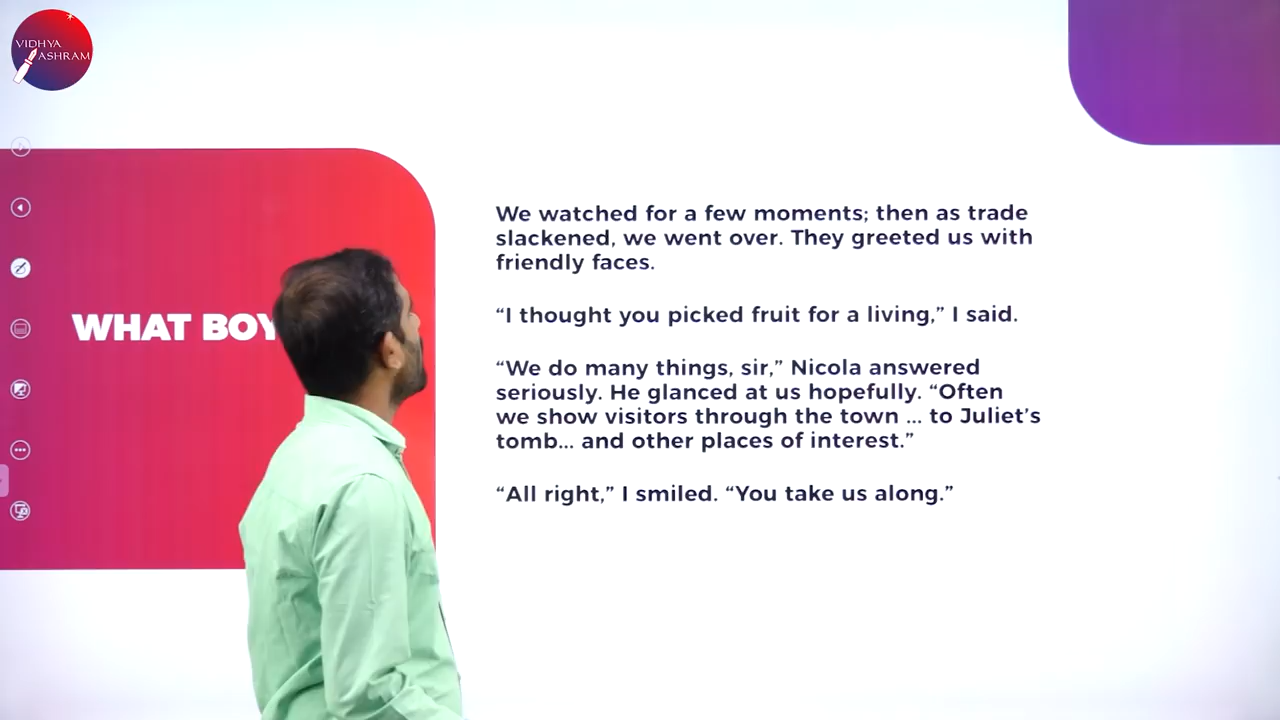 VIDHYA
ASHRAM
WHAT BOY
We watched for a few moments; then as trade
slackened, we went over. They greeted us with
friendly faces.
“I thought you picked fruit for a living,” I said.
“We do many things, sir,” Nicola answered
seriously. He glanced at us hopefully. “Often
we show visitors through the town ... to Juliet’s
tomb... and other places of interest.”
“All right,” I smiled. “You take us along.”